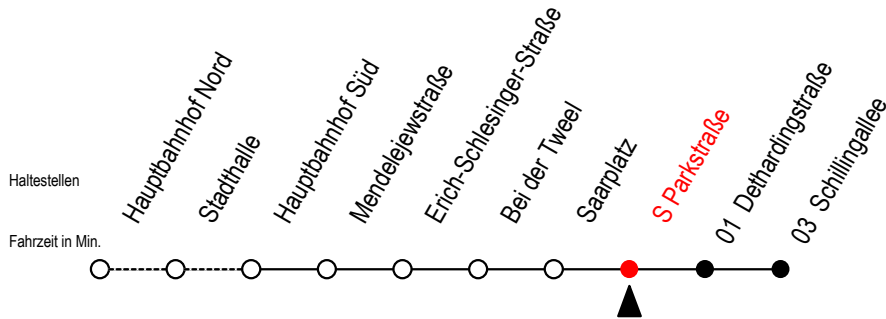 Haltestellen
Fahrzeit in Min.
Hauptbahnhof Nord
Stadthalle
Hauptbahnhof Süd
Mendelejewstraße
Erich-Schlesinger-Straße
Bei der Tweel
Saarplatz
S Parkstraße
01 Dethardingstraße
03 Schillingallee